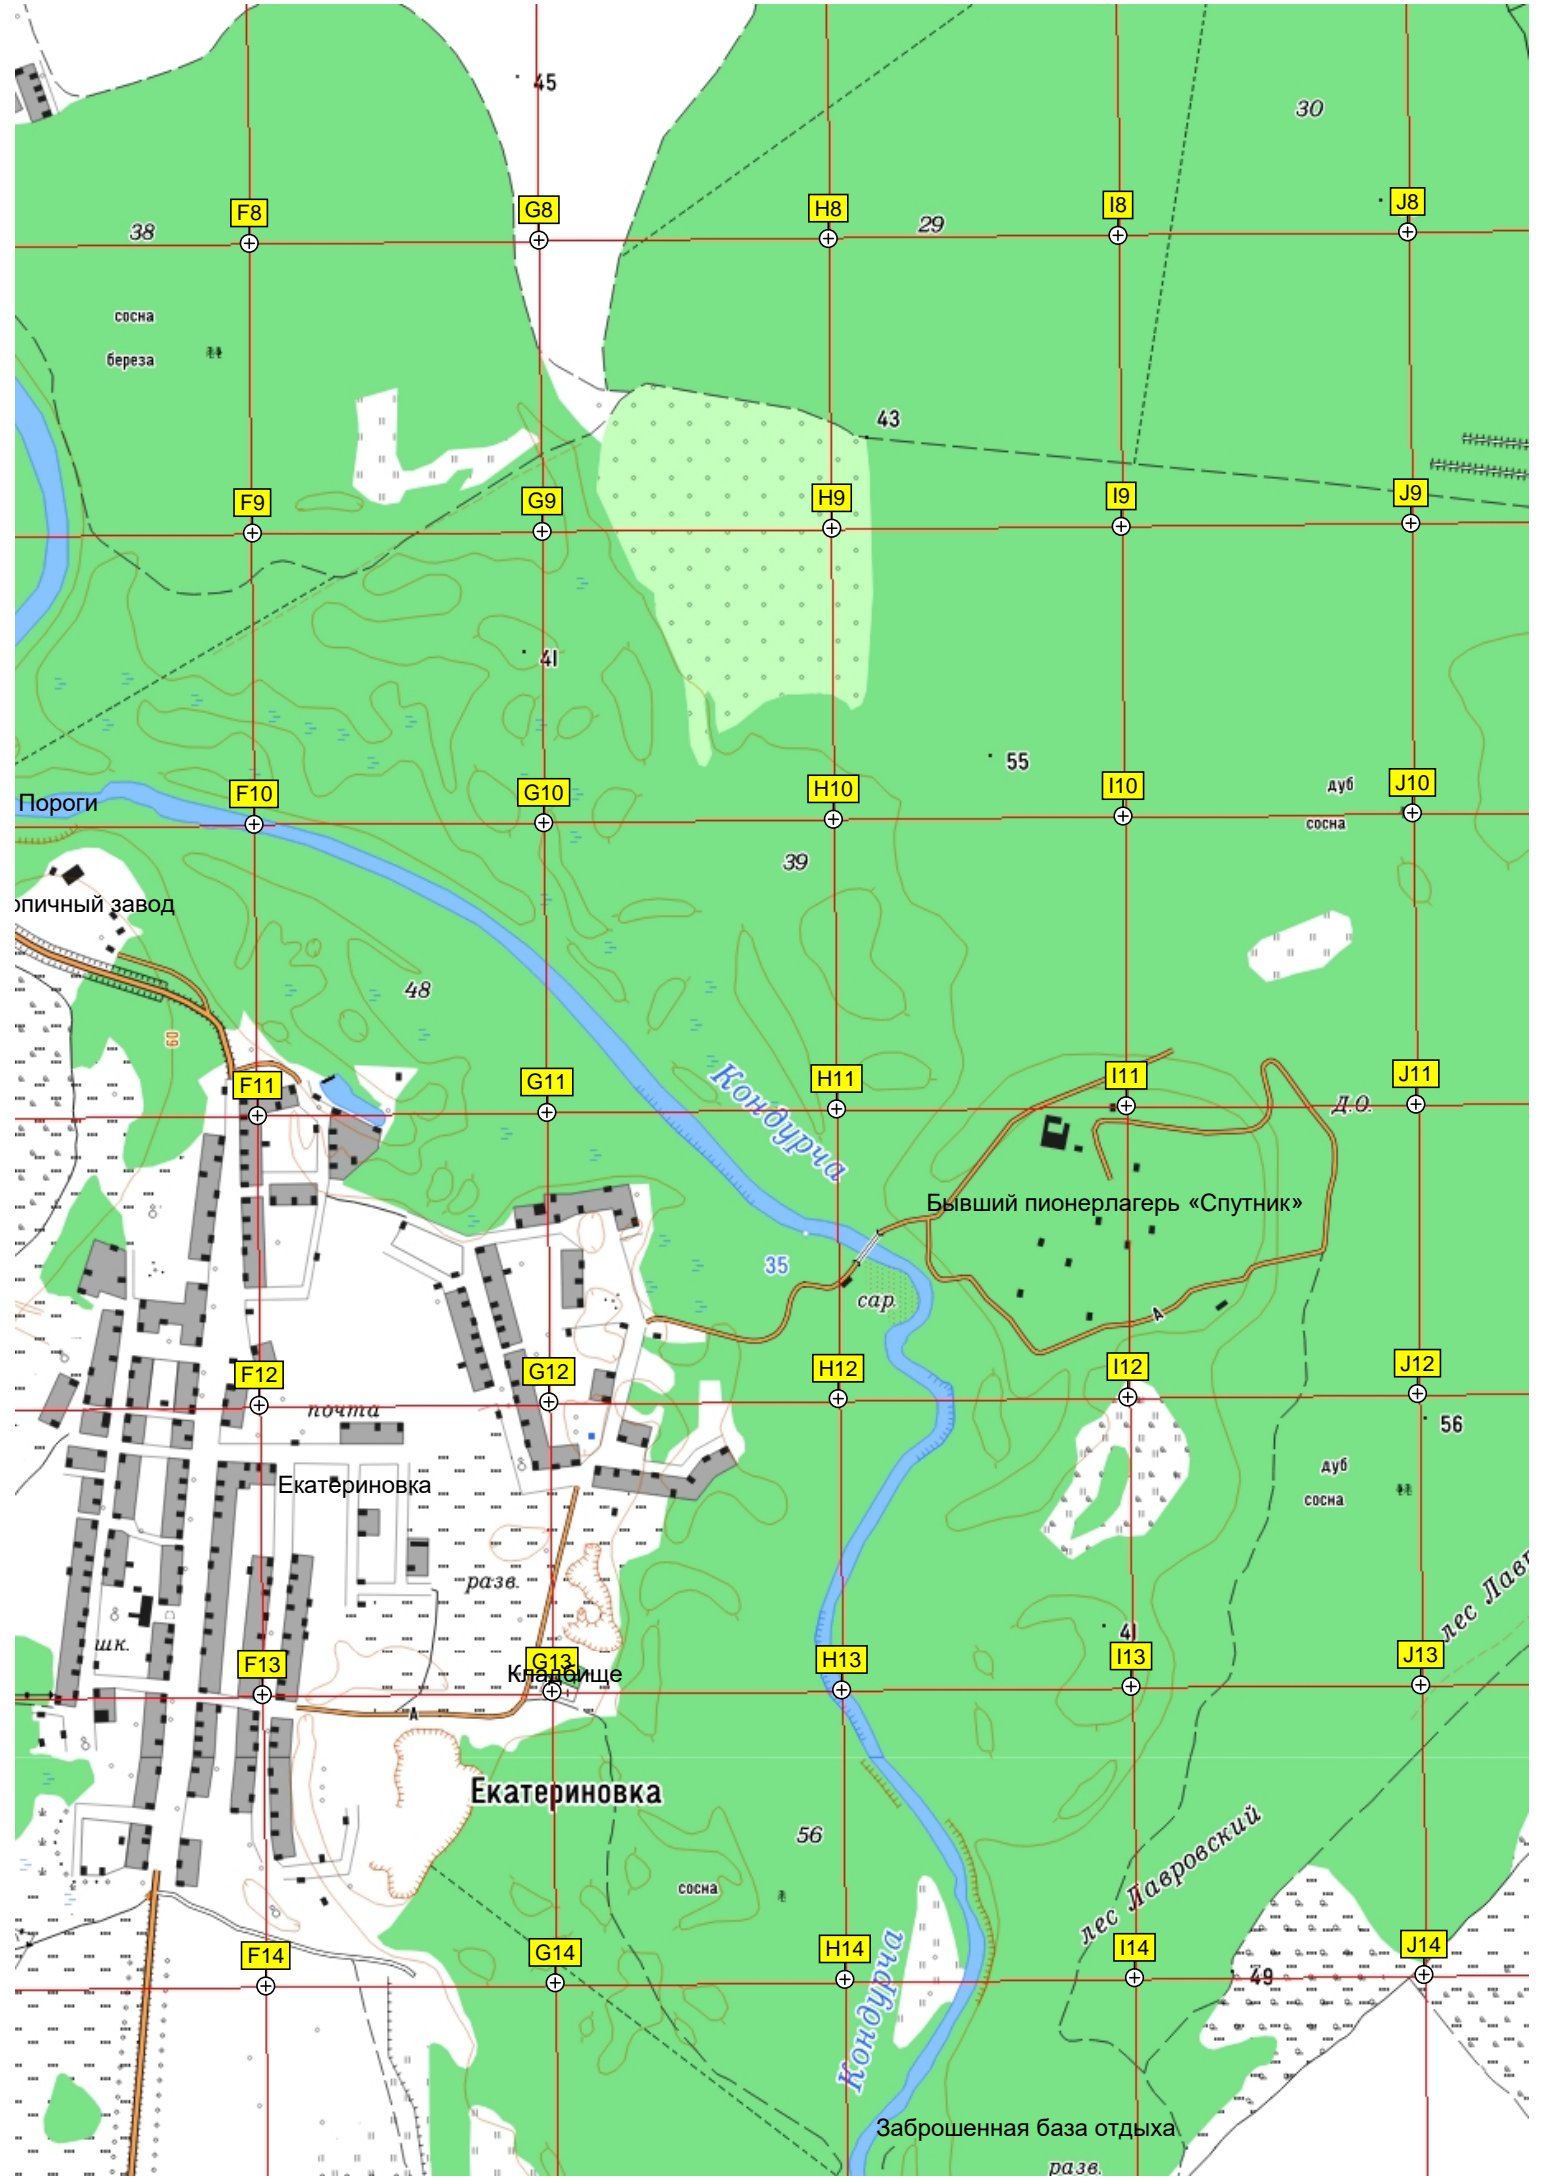 45
30
F8
G8
H8
I8
J8
38
29
сосна
береза
43
F9
G9
H9
I9
J9
41
55
Пороги
F10
G10
H10
I10
J10
дуб
сосна
39
опичный завод
48
60
F11
G11
Кондурча
H11
I11
J11
Д.О.
Бывший пионерлагерь «Спутник»
35
сар.
А
F12
G12
H12
I12
J12
почта
56
дуб
сосна
Екатериновка
разв.
лес Лавр
шк.
41
F13
G13
Кладбище
H13
I13
J13
А
Екатериновка
56
лес Лавровский
сосна
F14
G14
H14
I14
J14
49
Кондурча
Заброшенная база отдыха
разв.